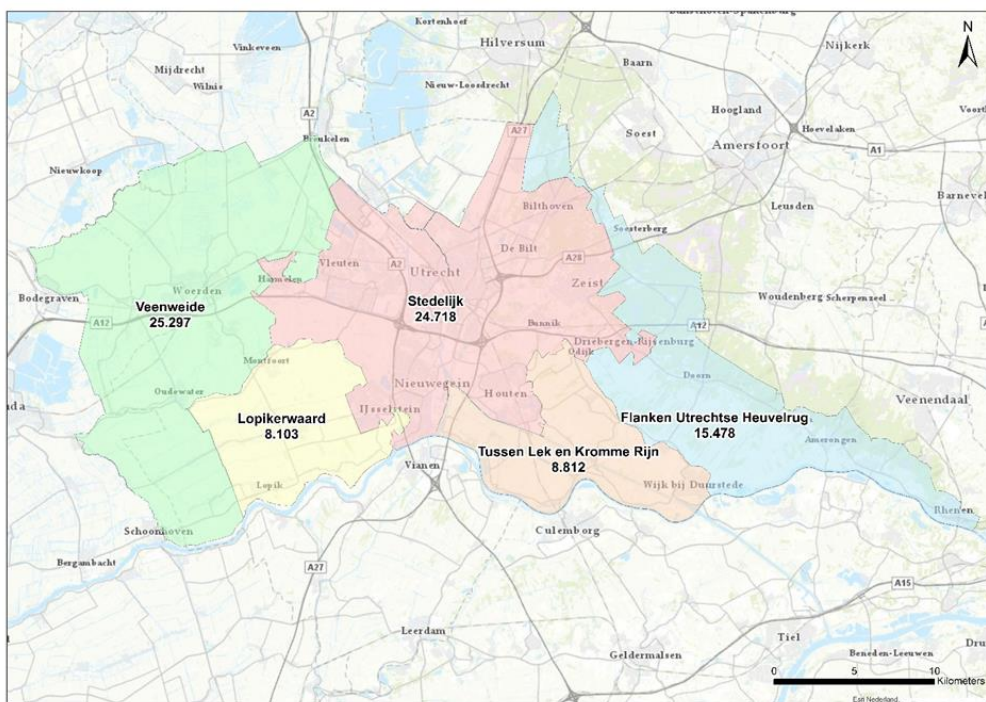 Kortenhoef
Hilversum
N
Vinkeveen
Mijdrecht
Wilnis
Baarn
Nijkerk
Nieuw-Loosdrecht
Hoogland
A2
Breukelen
A27
Soest
Hoevelaken
Amersfoort
A1
Nieuwkoop
Barneveld
Bilthoven
Leusden
Soesterberg
De Bilt
Vleuten
A2
Utrecht
A28
Harmelen
Zeist
Woerden
Bodegraven
Veenweide
25.297
Stedelijk
24.718
Woudenberg
Scherpenzeel
A12
Bunnik
A12
Driebergen-Rijsenburg
Odijk
Montfoort
Doorn
Oudewater
Nieuwegein
Houten
Veenendaal
IJsselstein
Lopikerwaard
8.103
Flanken Utrechtse Heuvelrug
15.478
Amerongen
Tussen Lek en Kromme Rijn
8.812
Vianen
Lopik
Wijk bij Duurstede
Rhenen
Schoonhoven
Culemborg
Bergambacht
A27
A15
Leerdam
Tiel
Geldermalsen
Beneden-Leeuwen
0 5 10
Kilometers
Esri Nederland,